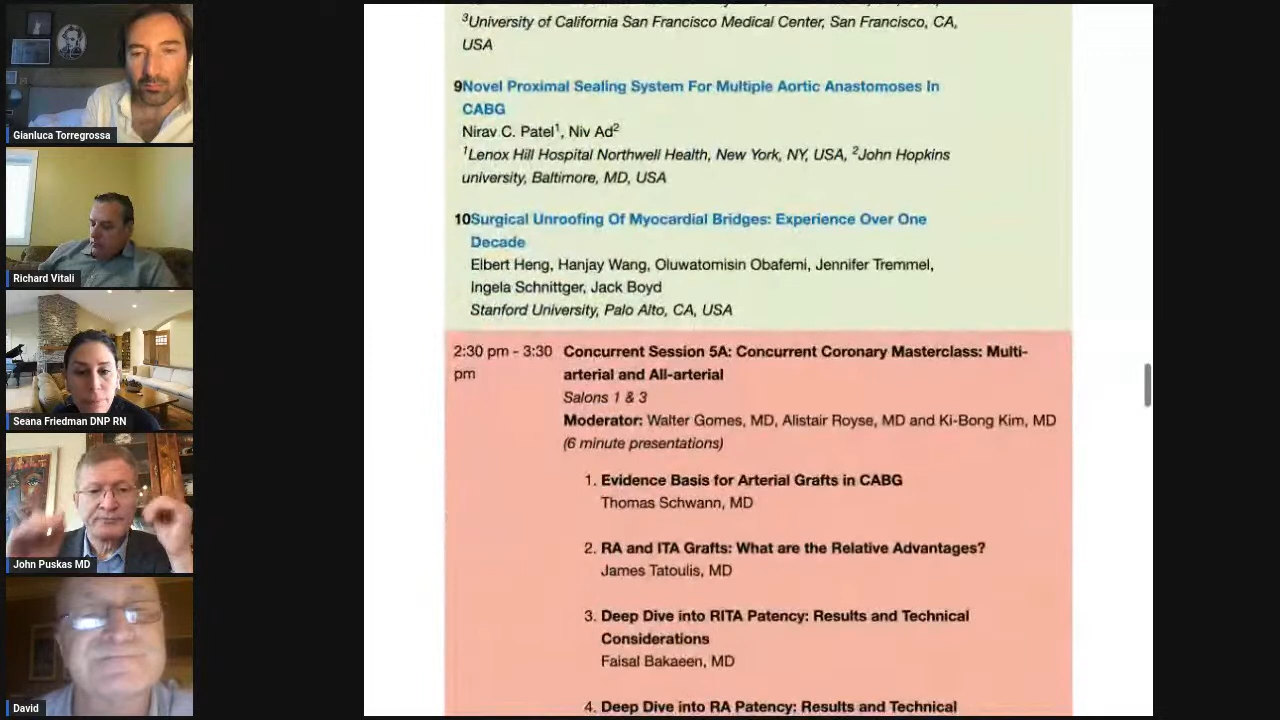 Gianluca Torregrossa
Richard Vitali
Seana Friedman DNP RN
John Puskas MD
David
³University of California San Francisco Medical Center, San Francisco, CA,
USA
9Novel Proximal Sealing System For Multiple Aortic Anastomoses In
CABG
Nirav C. Patel¹, Niv Ad²
¹Lenox Hill Hospital Northwell Health, New York, NY, USA, ²John Hopkins
university, Baltimore, MD, USA
10Surgical Unroofing Of Myocardial Bridges: Experience Over One
Decade
Elbert Heng, Hanjay Wang, Oluwatomisin Obafemi, Jennifer Tremmel,
Ingela Schnittger, Jack Boyd
Stanford University, Palo Alto, CA, USA
2:30 pm - 3:30
pm
Concurrent Session 5A: Concurrent Coronary Masterclass: Multi-
arterial and All-arterial
Salons 1 & 3
Moderator: Walter Gomes, MD, Alistair Royse, MD and Ki-Bong Kim, MD
(6 minute presentations)
1. Evidence Basis for Arterial Grafts in CABG
Thomas Schwann, MD
2. RA and ITA Grafts: What are the Relative Advantages?
James Tatoulis, MD
3. Deep Dive into RITA Patency: Results and Technical
Considerations
Faisal Bakaeen, MD
4. Deep Dive into RA Patency: Results and Technical